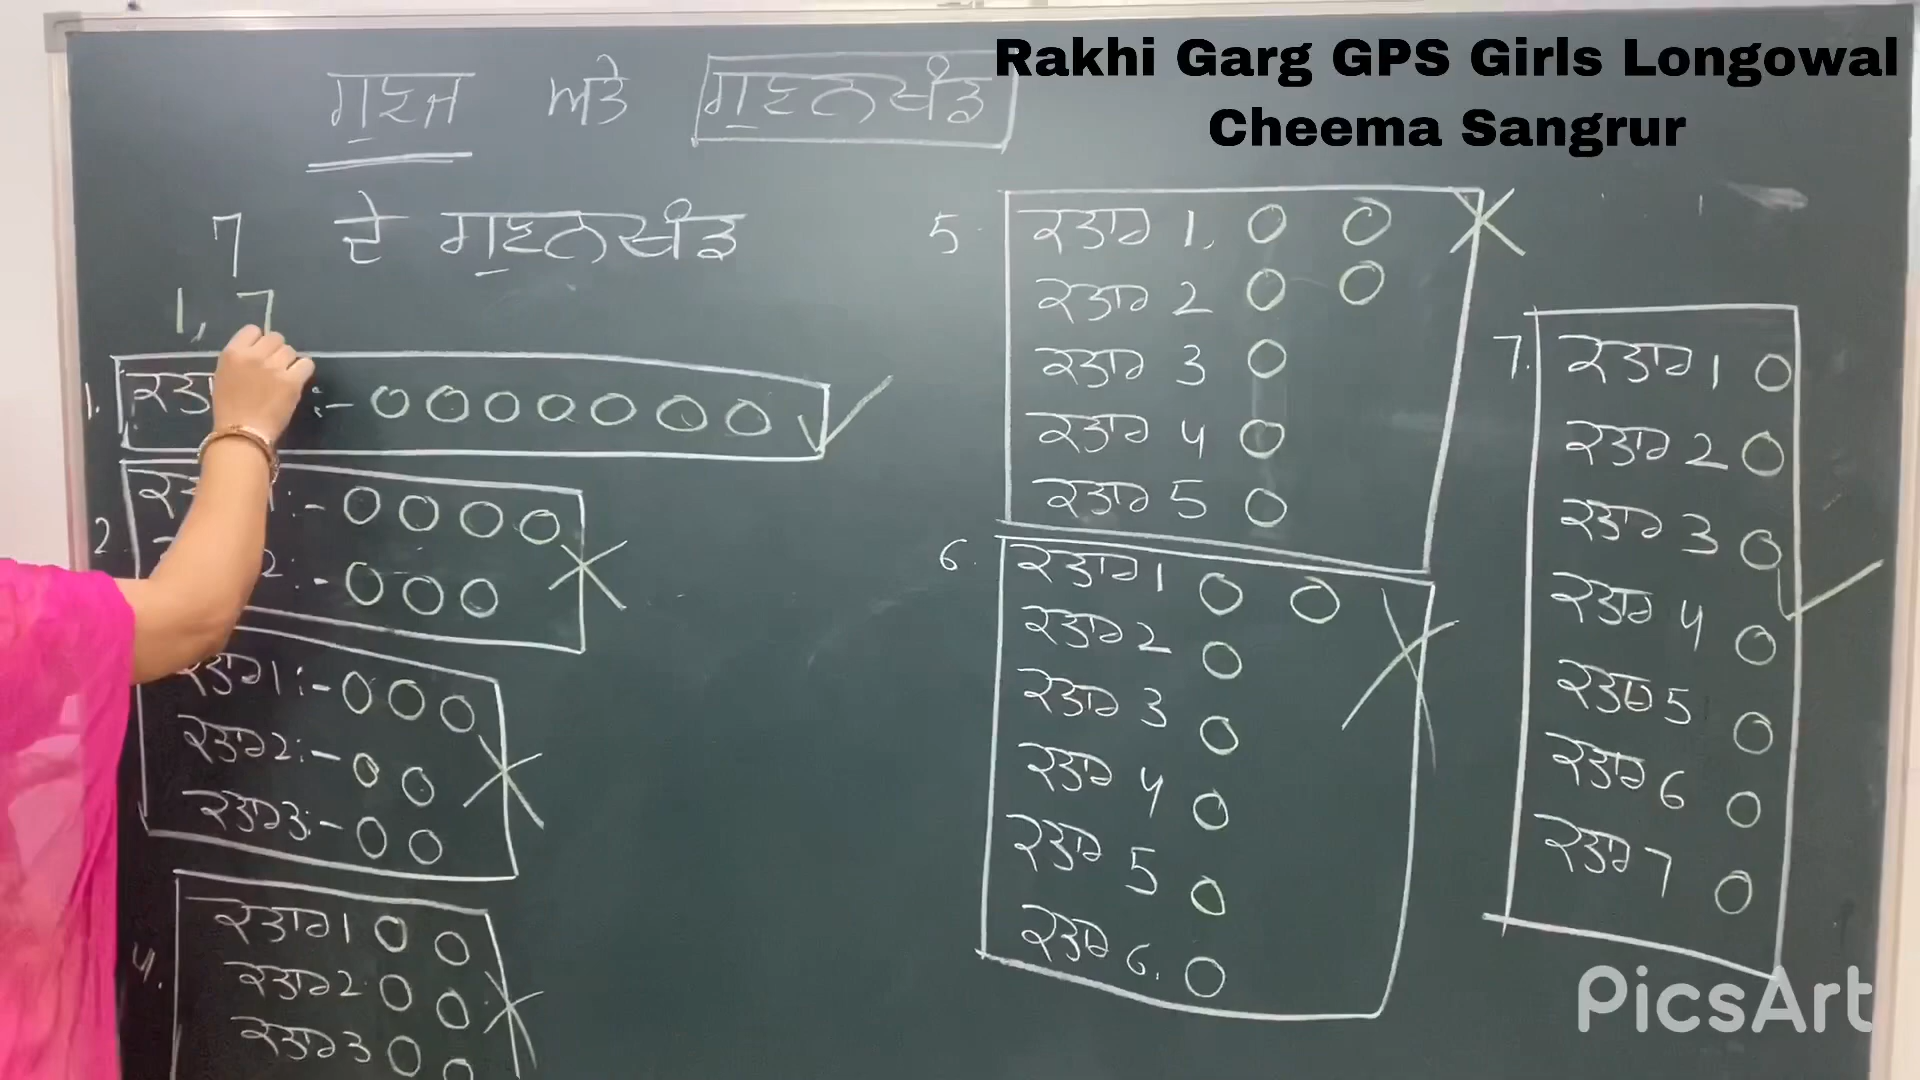 ਗੁਣਜ ਅਤੇ ਗੁਣਨਖੰਡ
Rakhi Garg GPS Girls Longowal
Cheema Sangrur
7 ਦੇ ਗੁਣਨਖੰਡ
1, 7
1.
:- 0 0 0 0 0 0 0
2
:- 0 0 0 0
2:- 0 0 0
ਕਤਾਰ 1:- 0 0 0
ਕਤਾਰ 2:- 0 0
ਕਤਾਰ 3:- 0 0
4.
ਕਤਾਰ 1 0 0
ਕਤਾਰ 2 0 0
ਕਤਾਰ 3 0 0
5.
ਕਤਾਰ 1. 0 0
ਕਤਾਰ 2 0 0
ਕਤਾਰ 3 0
ਕਤਾਰ 4 0
ਕਤਾਰ 5 0
6.
ਕਤਾਰ 1 0 0
ਕਤਾਰ 2 0
ਕਤਾਰ 3 0
ਕਤਾਰ 4 0
ਕਤਾਰ 5 0
ਕਤਾਰ 6. 0
7.
ਕਤਾਰ 1 0
ਕਤਾਰ 2 0
ਕਤਾਰ 3 0
ਕਤਾਰ 4 0
ਕਤਾਰ 5 0
ਕਤਾਰ 6 0
ਕਤਾਰ 7 0
PicsArt